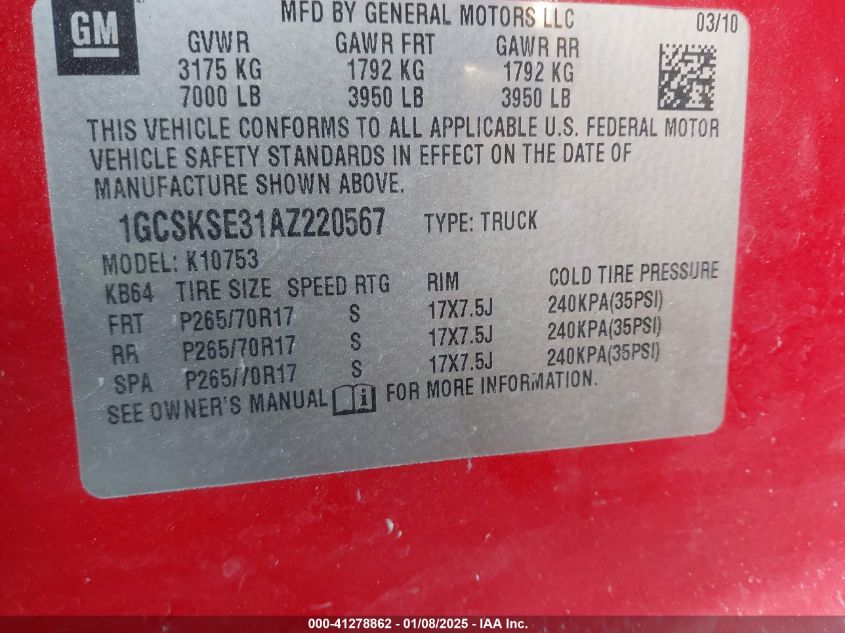 GM
MFD BY GENERAL MOTORS LLC 03/10
GVWR GAWR FRT GAWR RR
3175 KG 1792 KG 1792 KG
7000 LB 3950 LB 3950 LB
THIS VEHICLE CONFORMS TO ALL APPLICABLE U.S. FEDERAL MOTOR
VEHICLE SAFETY STANDARDS IN EFFECT ON THE DATE OF
MANUFACTURE SHOWN ABOVE.
1GCSKSE31AZ220567 TYPE: TRUCK
MODEL: K10753
KB64 TIRE SIZE SPEED RTG RIM COLD TIRE PRESSURE
FRT P265/70R17 S 17X7.5J 240KPA(35PSI)
RR P265/70R17 S 17X7.5J 240KPA(35PSI)
SPA P265/70R17 S 17X7.5J 240KPA(35PSI)
SEE OWNER'S MANUAL i FOR MORE INFORMATION.
000-41278862 - 01/08/2025 - IAA Inc.